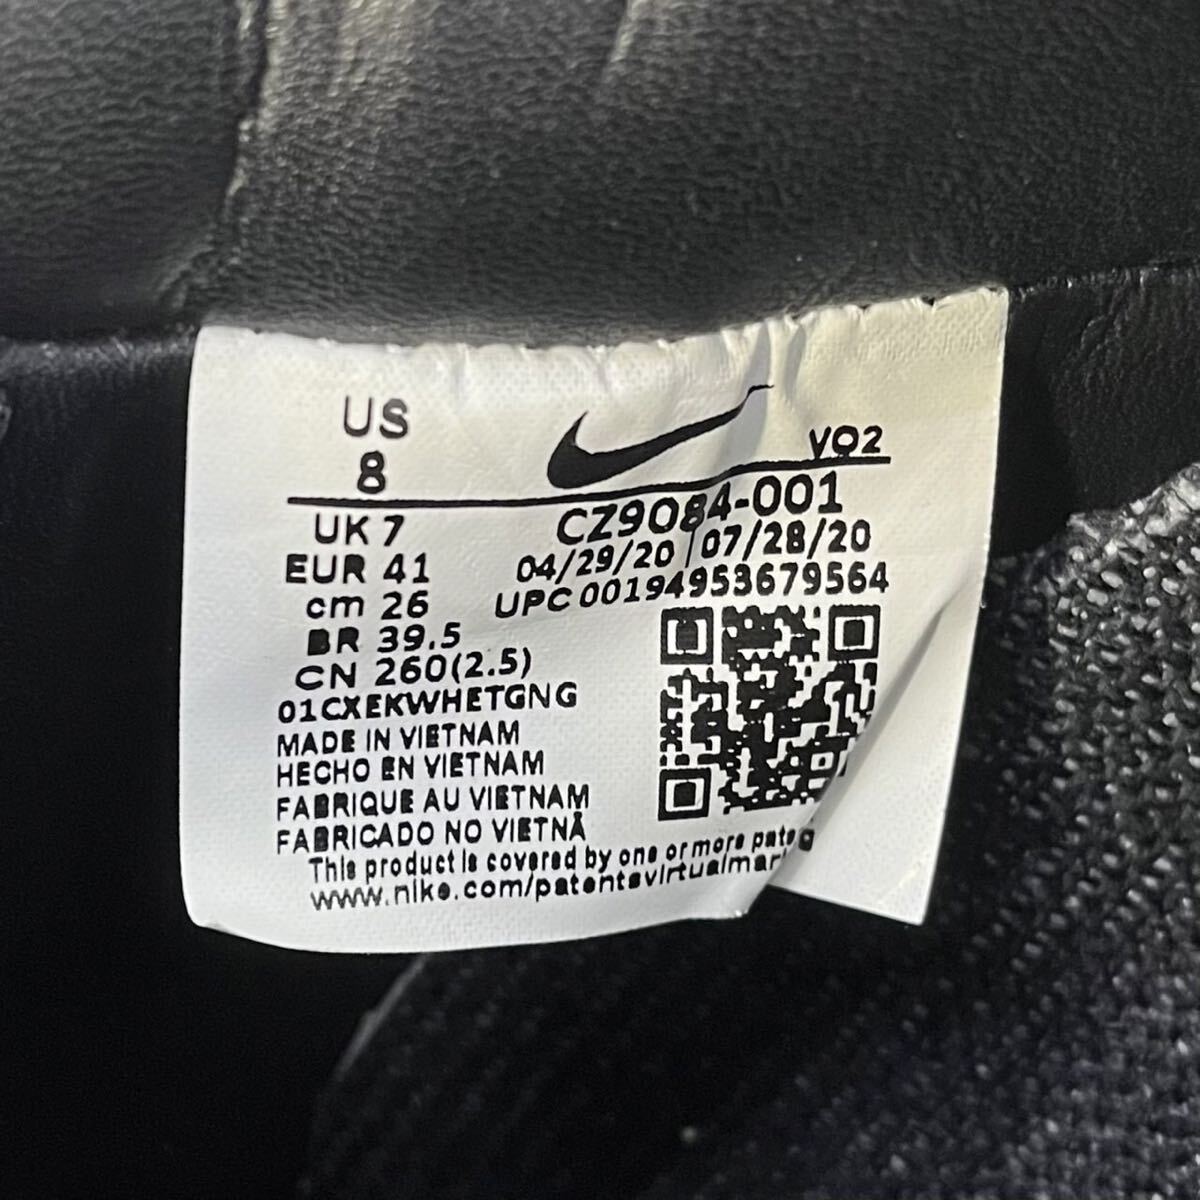 US
8
VO2
UK 7
CZ9084-001
EUR 41
04/29/20 07/28/20
cm 26
UPC 00194953679564
BR 39.5
CN 260(2.5)
01CXEKWHETGNG
MADE IN VIETNAM
HECHO EN VIETNAM
FABRIQUE AU VIETNAM
FABRICADO NO VIETNÃ
This product is covered by one or more
www.nike.com/patentsvirtualmar